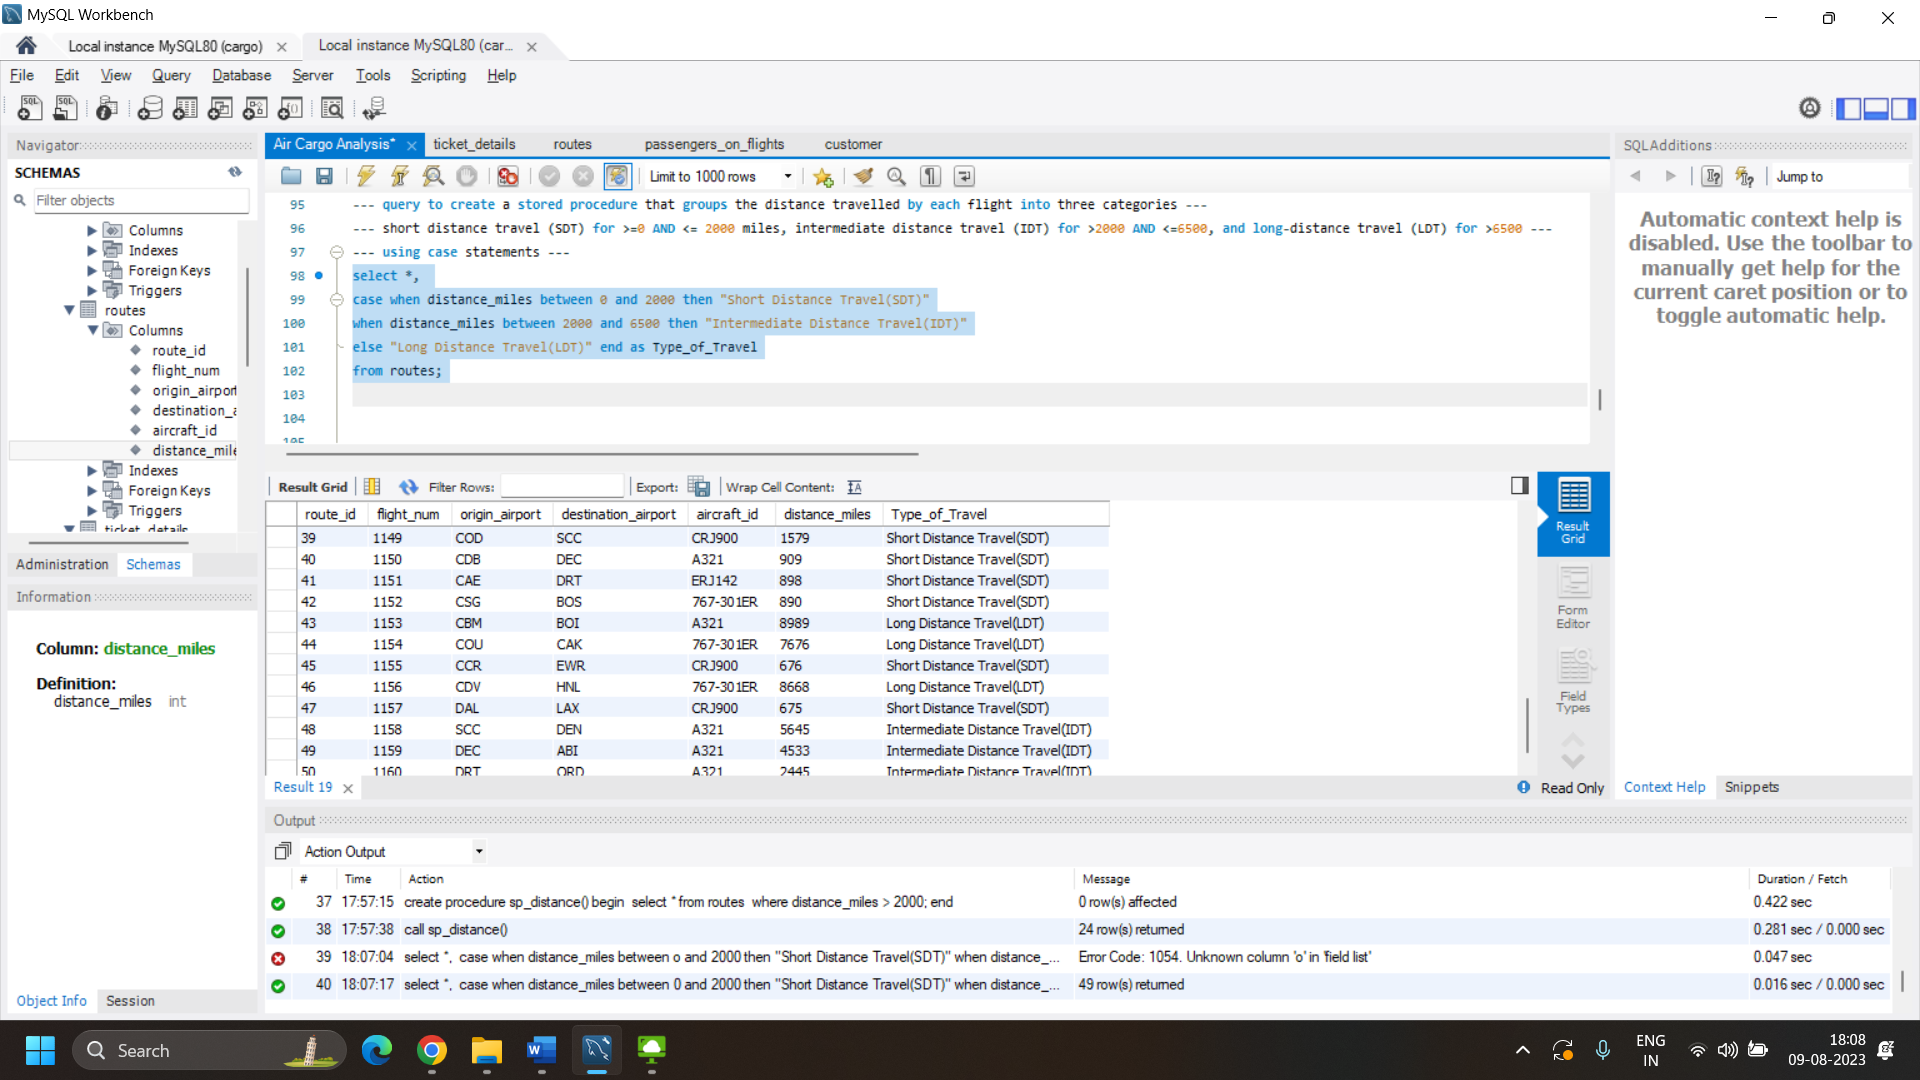 MySQL Workbench
Local instance MySQL80 (cargo)
Local instance MySQL80 (car...
File Edit View Query Database Server Tools Scripting Help
Navigator
SCHEMAS
Filter objects
Columns
Indexes
Foreign Keys
Triggers
routes
Columns
route_id
flight_num
origin_airport
destination_a
aircraft_id
distance_mile
Indexes
Foreign Keys
Triggers
ticket_details
Administration Schemas
Information
Column: distance_miles
Definition:
distance_miles int
Object Info Session
Air Cargo Analysis* ticket_details routes passengers_on_flights customer
Limit to 1000 rows
95 --- query to create a stored procedure that groups the distance travelled by each flight into three categories ---
96 --- short distance travel (SDT) for >=0 AND <= 2000 miles, intermediate distance travel (IDT) for >2000 AND <=6500, and long-distance travel (LDT) for >6500 ---
97 --- using case statements ---
98 select *,
99 case when distance_miles between 0 and 2000 then "Short Distance Travel(SDT)"
100 when distance_miles between 2000 and 6500 then "Intermediate Distance Travel(IDT)"
101 else "Long Distance Travel(LDT)" end as Type_of_Travel
102 from routes;
103
104
105
Result Grid Filter Rows: Export: Wrap Cell Content:
route_id flight_num origin_airport destination_airport aircraft_id distance_miles Type_of_Travel
39 1149 COD SCC CRJ900 1579 Short Distance Travel(SDT)
40 1150 CDB DEC A321 909 Short Distance Travel(SDT)
41 1151 CAE DRT ERJ142 898 Short Distance Travel(SDT)
42 1152 CSG BOS 767-301ER 890 Short Distance Travel(SDT)
43 1153 CBM BOI A321 8989 Long Distance Travel(LDT)
44 1154 COU CAK 767-301ER 7676 Long Distance Travel(LDT)
45 1155 CCR EWR CRJ900 676 Short Distance Travel(SDT)
46 1156 CDV HNL 767-301ER 8668 Long Distance Travel(LDT)
47 1157 DAL LAX CRJ900 675 Short Distance Travel(SDT)
48 1158 SCC DEN A321 5645 Intermediate Distance Travel(IDT)
49 1159 DEC ABI A321 4533 Intermediate Distance Travel(IDT)
50 1160 DRT ORD A321 2445 Intermediate Distance Travel(IDT)
Result Grid
Form Editor
Field Types
Result 19
Read Only
Output
Action Output
# Time Action Message Duration / Fetch
37 17:57:15 create procedure sp_distance() begin select * from routes where distance_miles > 2000; end 0 row(s) affected 0.422 sec
38 17:57:38 call sp_distance() 24 row(s) returned 0.281 sec / 0.000 sec
39 18:07:04 select *, case when distance_miles between o and 2000 then "Short Distance Travel(SDT)" when distance_... Error Code: 1054. Unknown column 'o' in 'field list' 0.047 sec
40 18:07:17 select *, case when distance_miles between 0 and 2000 then "Short Distance Travel(SDT)" when distance_... 49 row(s) returned 0.016 sec / 0.000 sec
SQLAdditions
Jump to
Automatic context help is
disabled. Use the toolbar to
manually get help for the
current caret position or to
toggle automatic help.
Context Help Snippets
Search
ENG
IN
18:08
09-08-2023